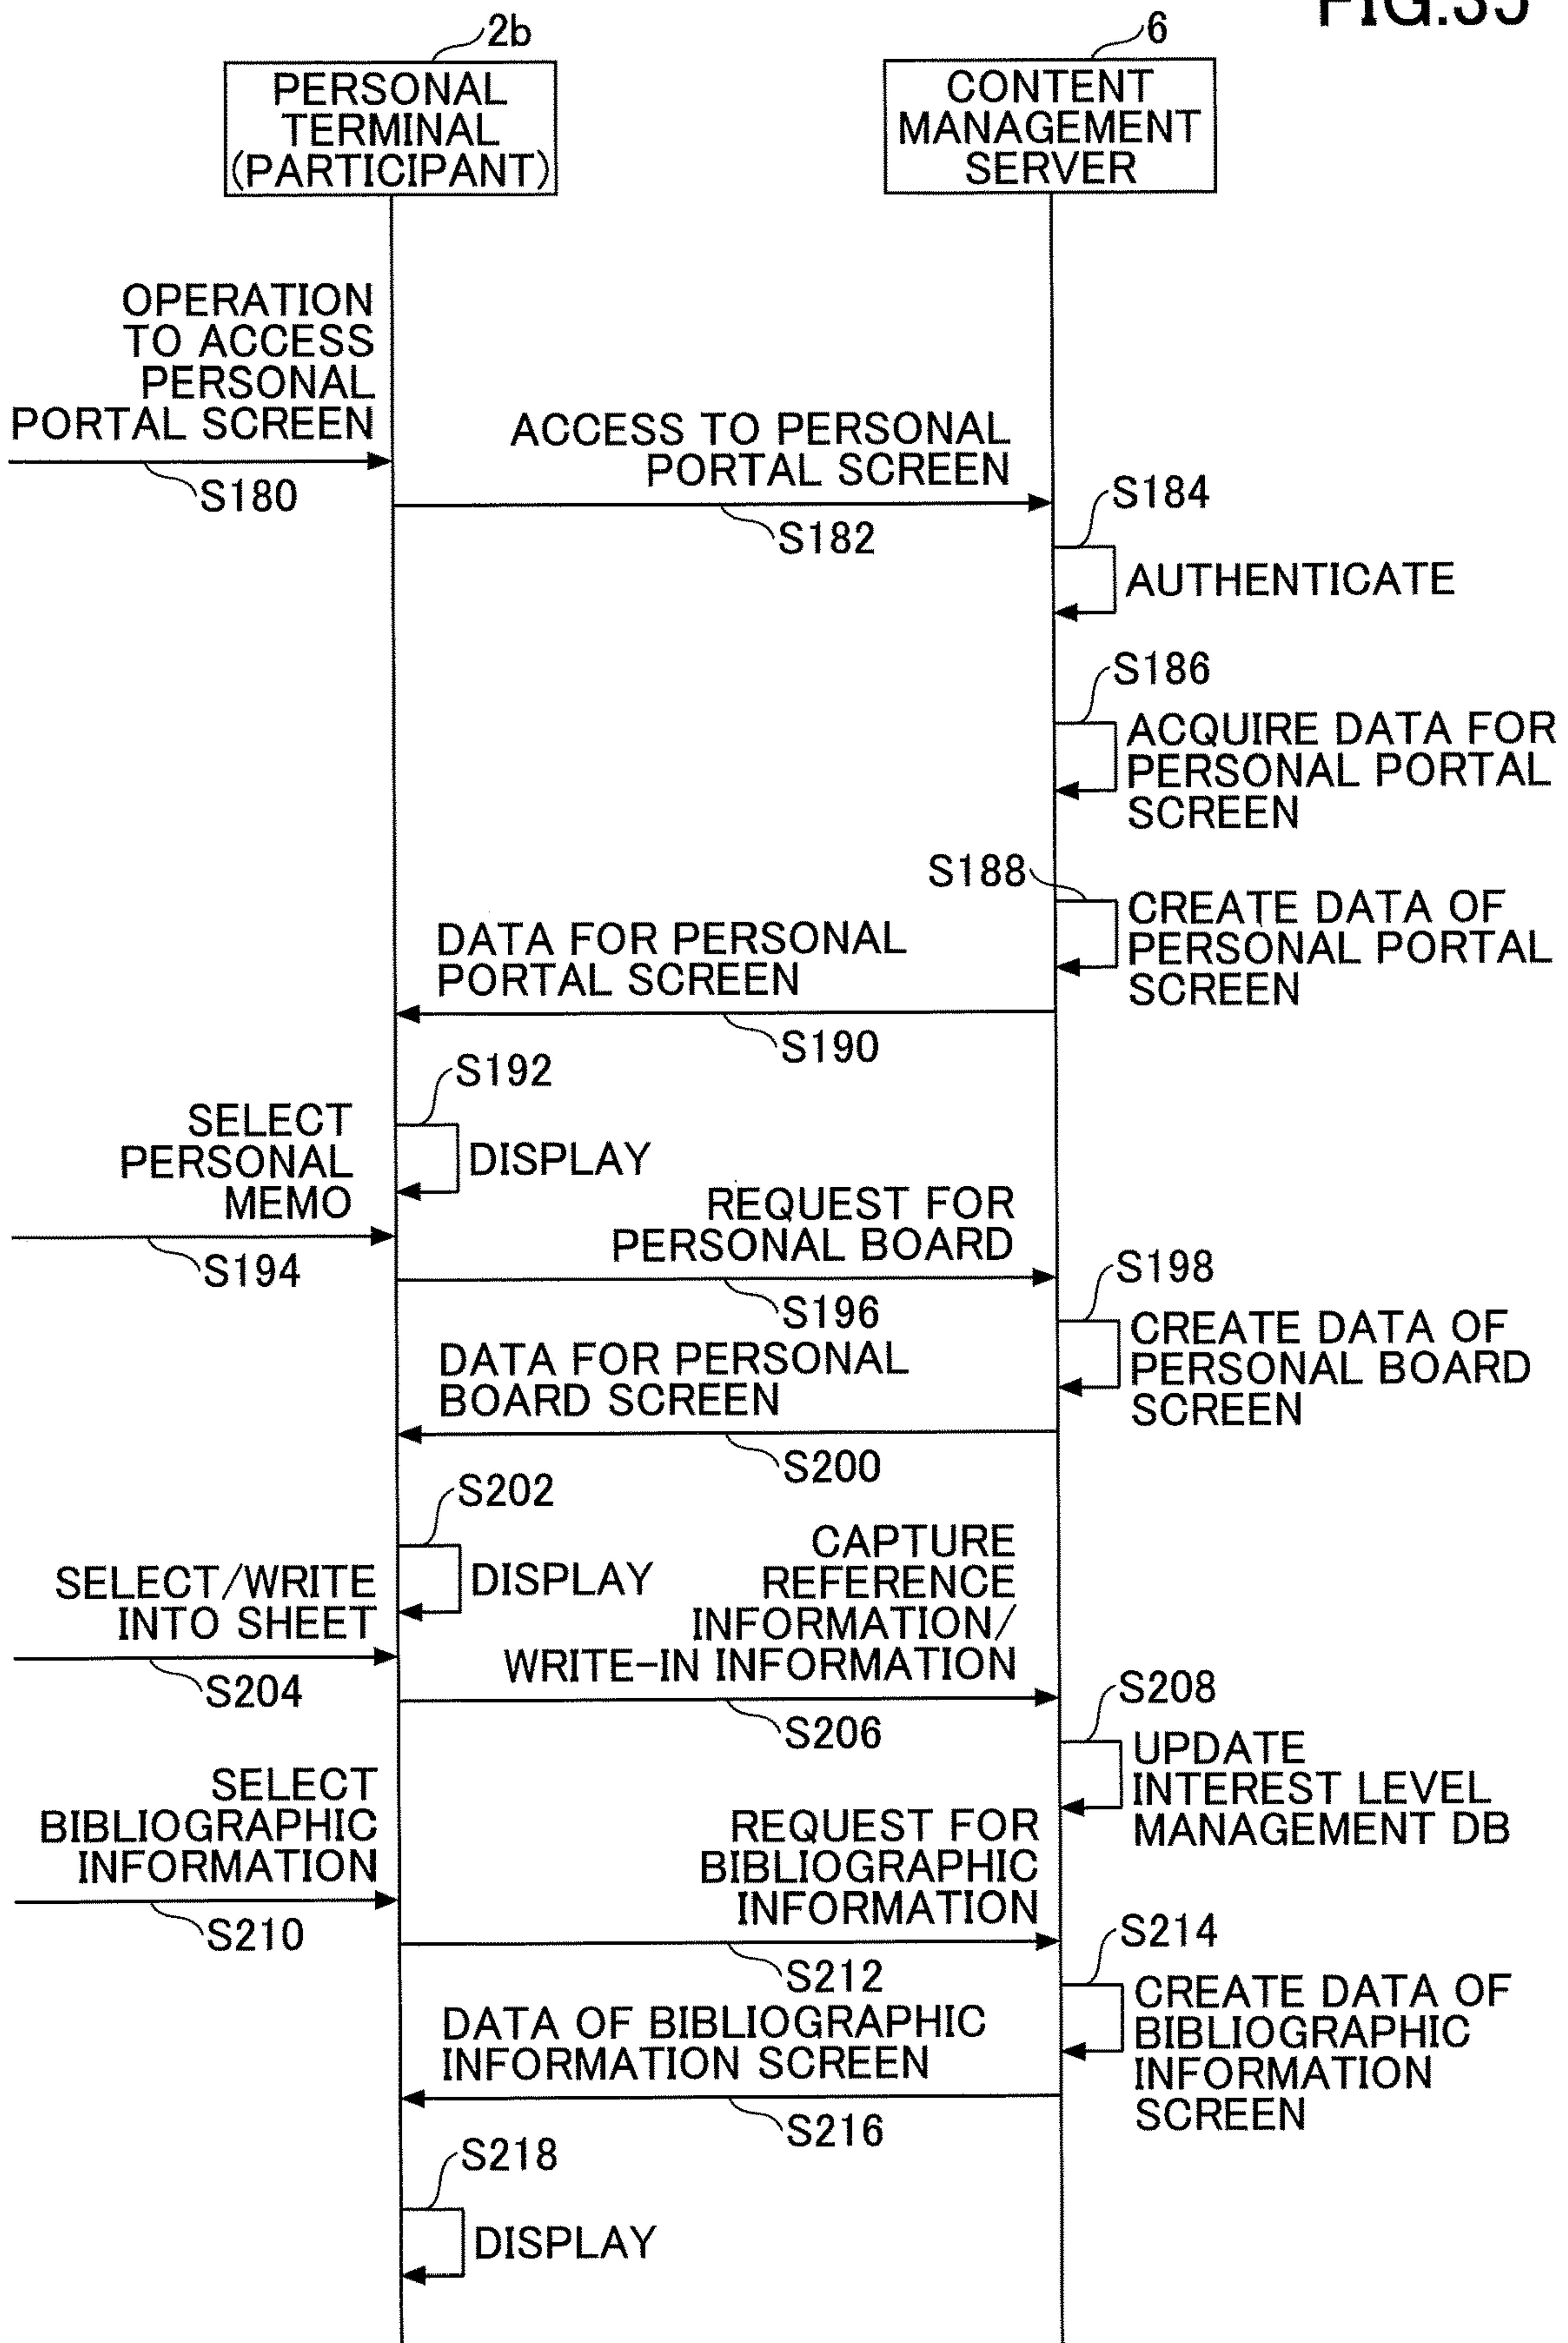 FIG.35
2b
PERSONAL
TERMINAL
(PARTICIPANT)
6
CONTENT
MANAGEMENT
SERVER
OPERATION
TO ACCESS
PERSONAL
PORTAL SCREEN
S180
ACCESS TO PERSONAL
PORTAL SCREEN
S182
S184
AUTHENTICATE
S186
ACQUIRE DATA FOR
PERSONAL PORTAL
SCREEN
S188
CREATE DATA OF
PERSONAL PORTAL
SCREEN
DATA FOR PERSONAL
PORTAL SCREEN
S190
S192
DISPLAY
SELECT
PERSONAL
MEMO
S194
REQUEST FOR
PERSONAL BOARD
S196
S198
CREATE DATA OF
PERSONAL BOARD
SCREEN
DATA FOR PERSONAL
BOARD SCREEN
S200
S202
DISPLAY
SELECT/WRITE
INTO SHEET
S204
CAPTURE
REFERENCE
INFORMATION/
WRITE-IN INFORMATION
S206
S208
UPDATE
INTEREST LEVEL
MANAGEMENT DB
SELECT
BIBLIOGRAPHIC
INFORMATION
S210
REQUEST FOR
BIBLIOGRAPHIC
INFORMATION
S212
S214
CREATE DATA OF
BIBLIOGRAPHIC
INFORMATION
SCREEN
DATA OF BIBLIOGRAPHIC
INFORMATION SCREEN
S216
S218
DISPLAY